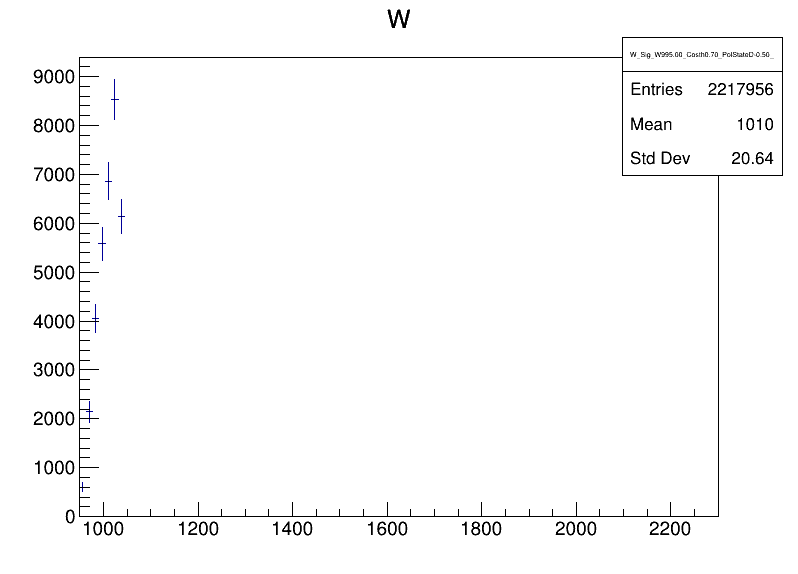 W
W_Sig_W995.00_Costh0.70_PolStateD-0.50_
Entries 2217956
Mean 1010
Std Dev 20.64
9000
8000
7000
6000
5000
4000
3000
2000
1000
0
1000 1200 1400 1600 1800 2000 2200